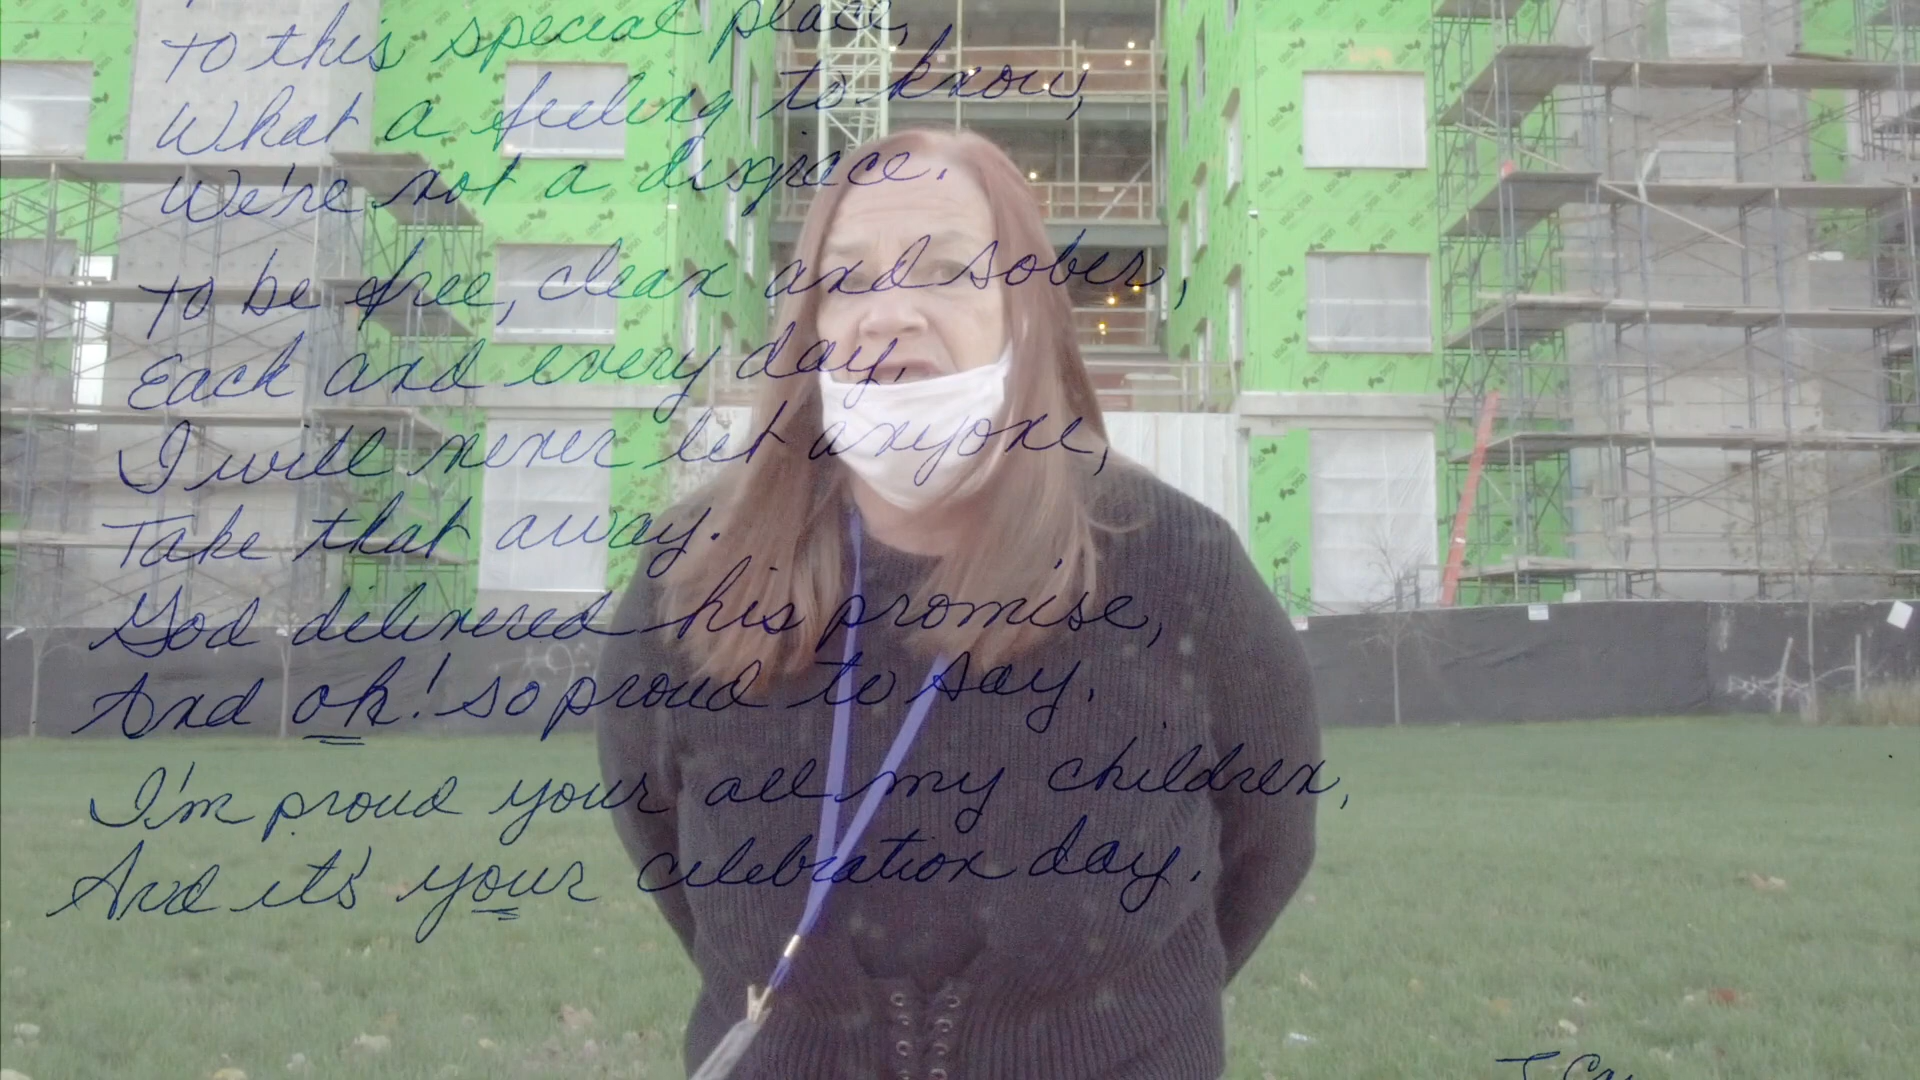 To this special place,
What a feeling to know,
We're not a disgrace.
To be free, clean and sober,
Each and every day,
I will never let anyone,
Take that away.
God delivered his promise,
And oh! so proud to say.
I'm proud your all my children,
And it's your celebration day.